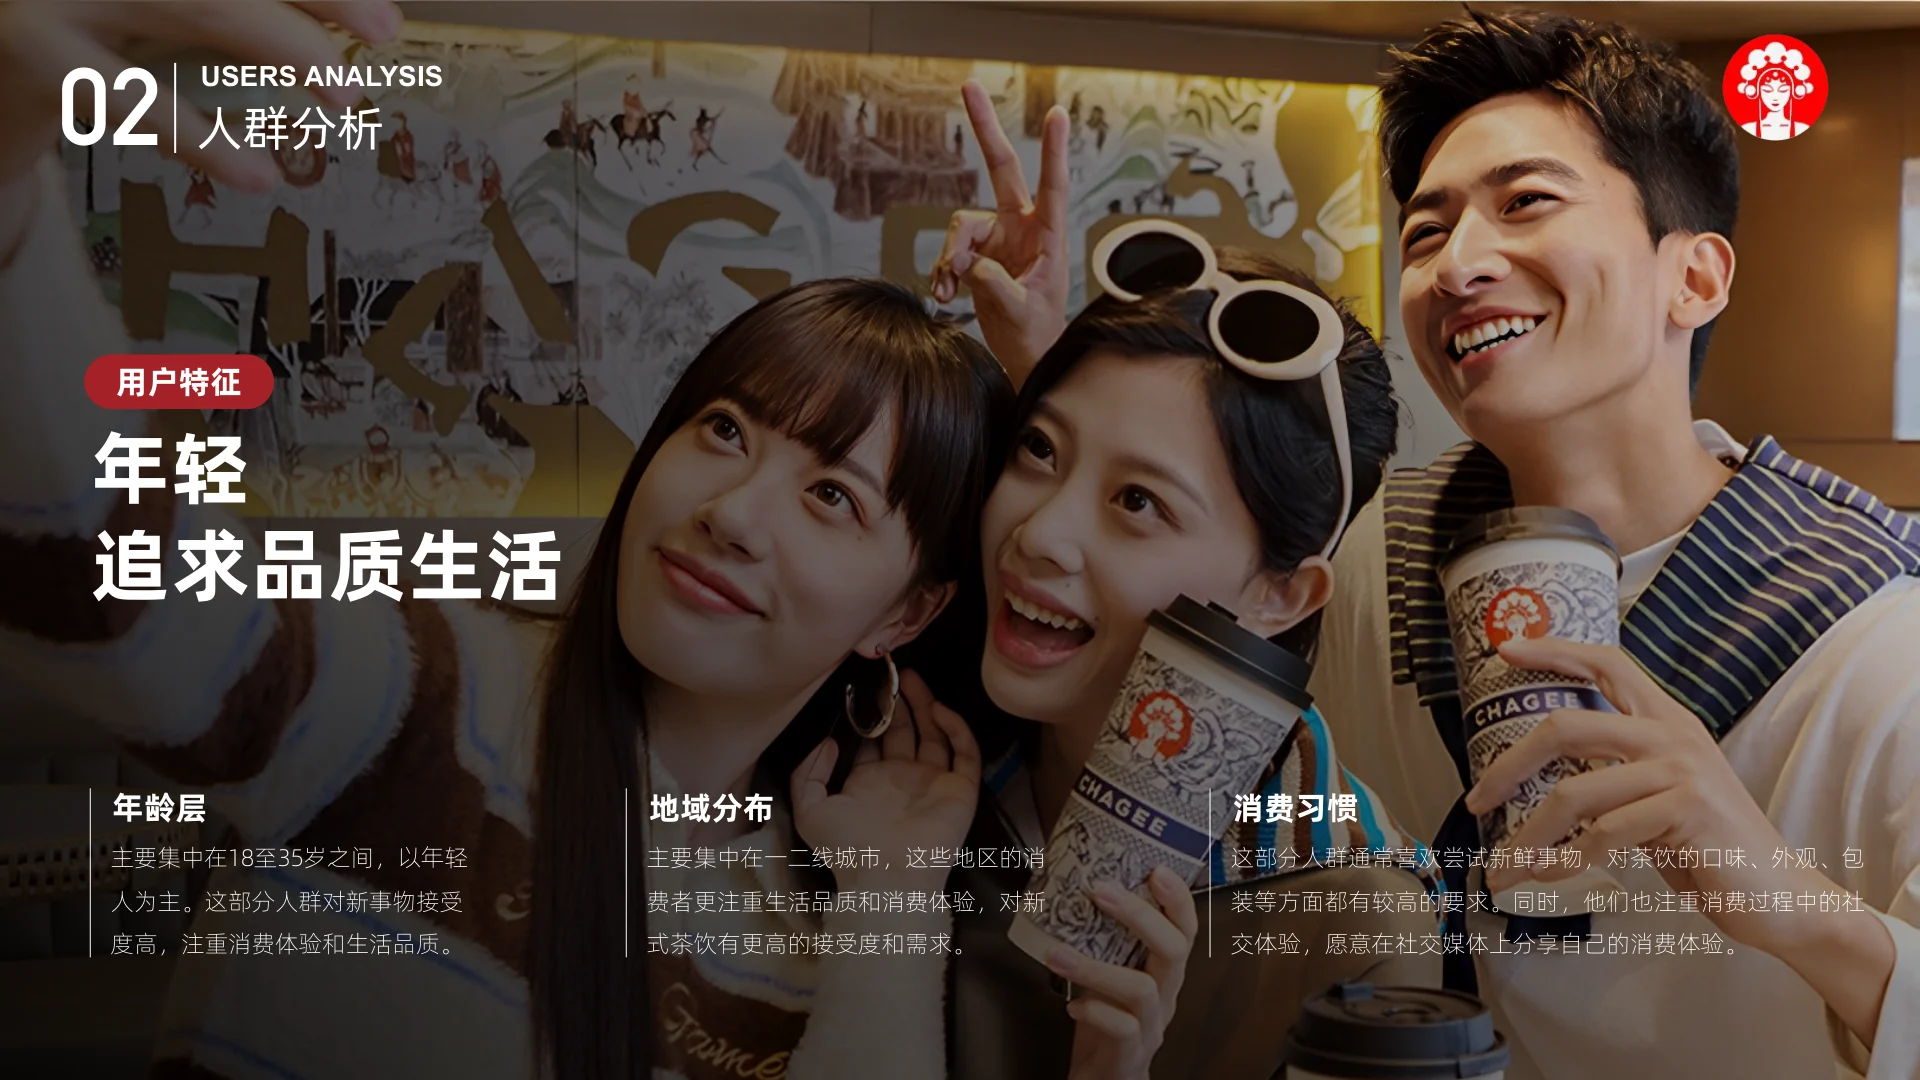 02
USERS ANALYSIS
人群分析
HAGEE
用户特征
年轻
追求品质生活
CHAGEE
CHAGEE
年龄层
主要集中在18至35岁之间，以年轻
人为主。这部分人群对新事物接受
度高，注重消费体验和生活品质。
地域分布
主要集中在一二线城市，这些地区的消
费者更注重生活品质和消费体验，对新
式茶饮有更高的接受度和需求。
消费习惯
这部分人群通常喜欢尝试新鲜事物，对茶饮的口味、外观、包
装等方面都有较高的要求。同时，他们也注重消费过程中的社
交体验，愿意在社交媒体上分享自己的消费体验。